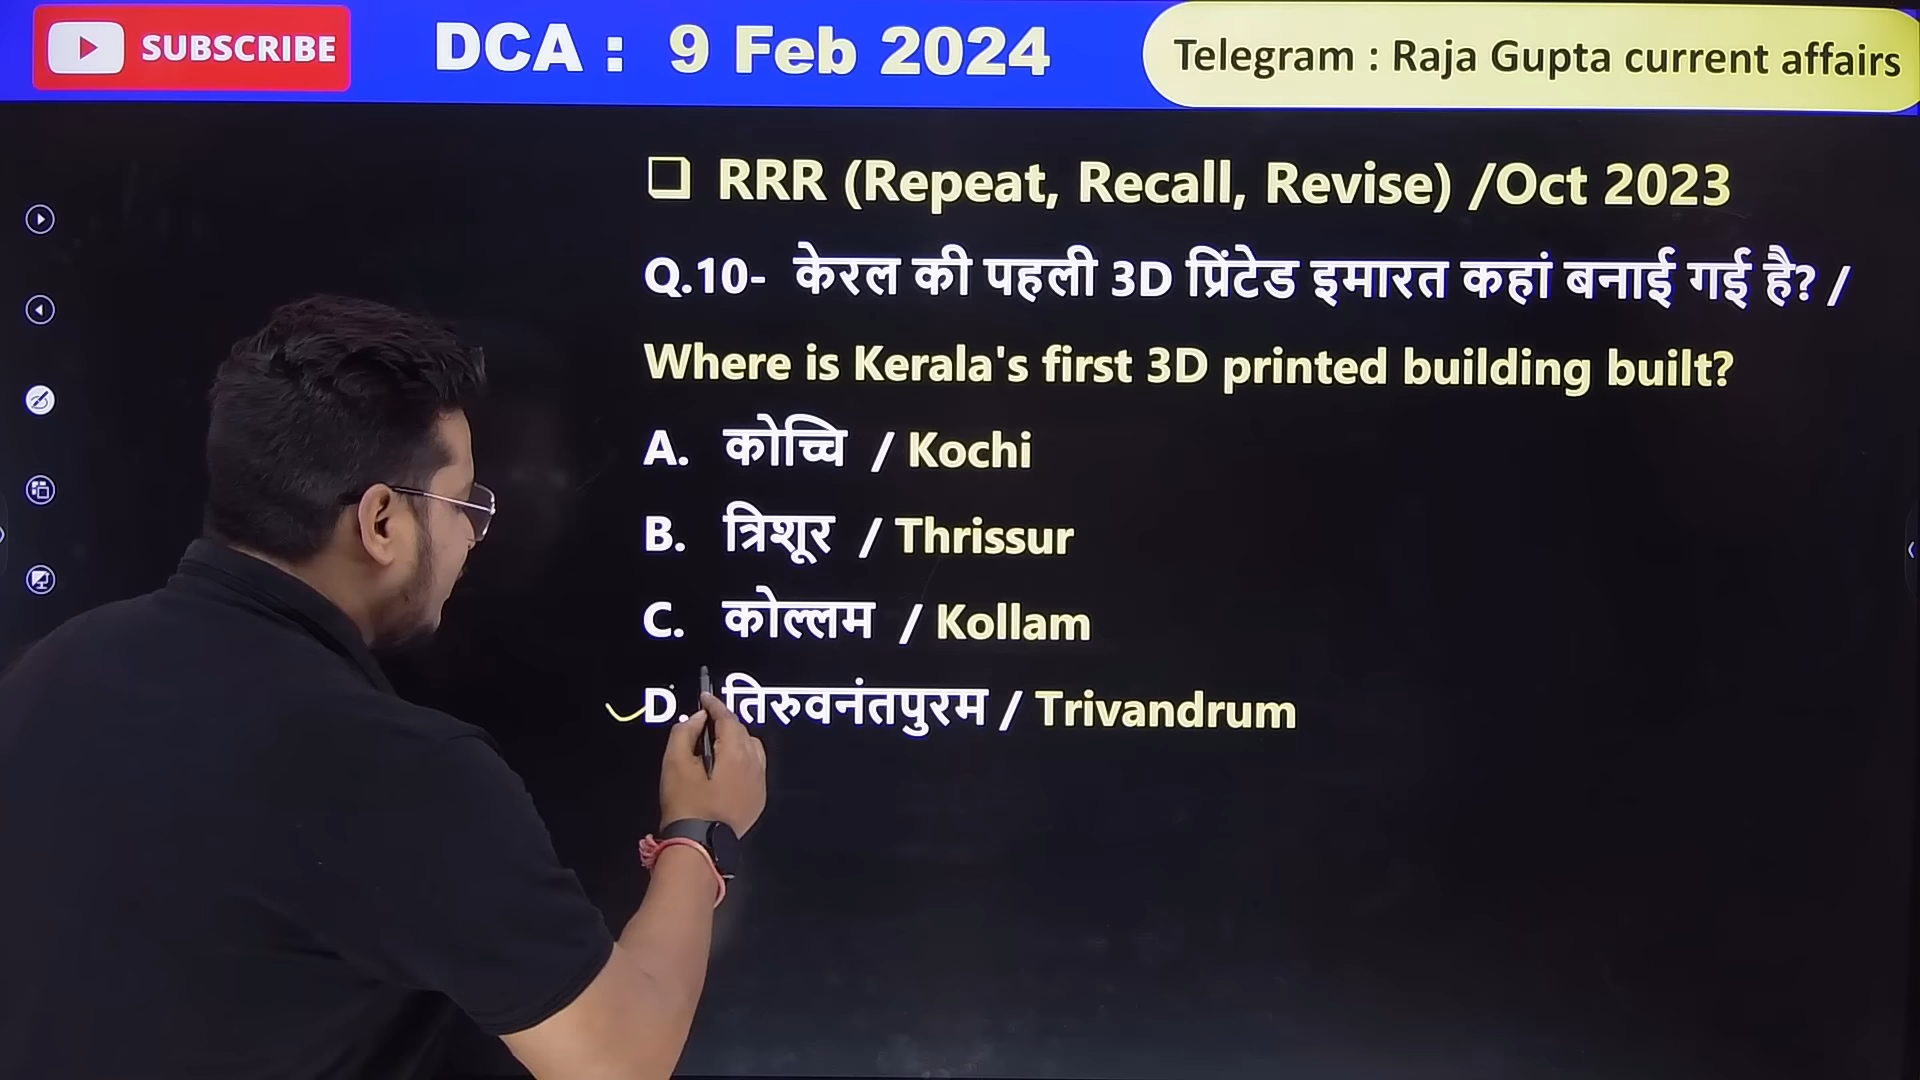 SUBSCRIBE
DCA : 9 Feb 2024
Telegram : Raja Gupta current affairs
❑ RRR (Repeat, Recall, Revise) /Oct 2023
Q.10- केरल की पहली 3D प्रिंटेड इमारत कहां बनाई गई है? /
Where is Kerala's first 3D printed building built?
A. कोच्चि / Kochi
B. त्रिशूर / Thrissur
C. कोल्लम / Kollam
D. तिरुवनंतपुरम / Trivandrum